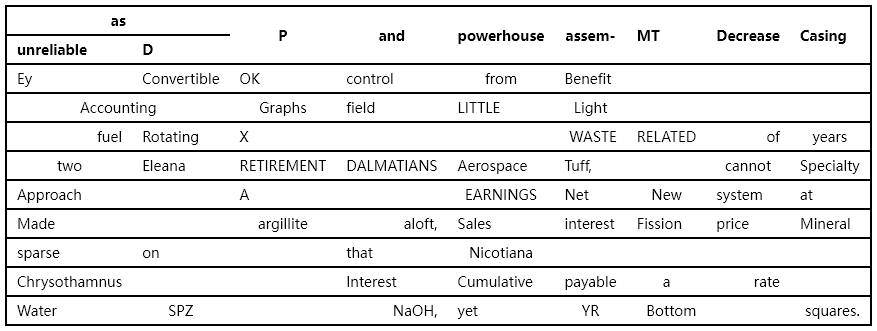 as P and powerhouse assem- MT Decrease Casing
unreliable D
Ey Convertible OK control from Benefit
Accounting Graphs field LITTLE Light
fuel Rotating X WASTE RELATED of years
two Eleana RETIREMENT DALMATIANS Aerospace Tuff, cannot Specialty
Approach A EARNINGS Net New system at
Made argillite aloft, Sales interest Fission price Mineral
sparse on that Nicotiana
Chrysothamnus Interest Cumulative payable a rate
Water SPZ NaOH, yet YR Bottom squares.